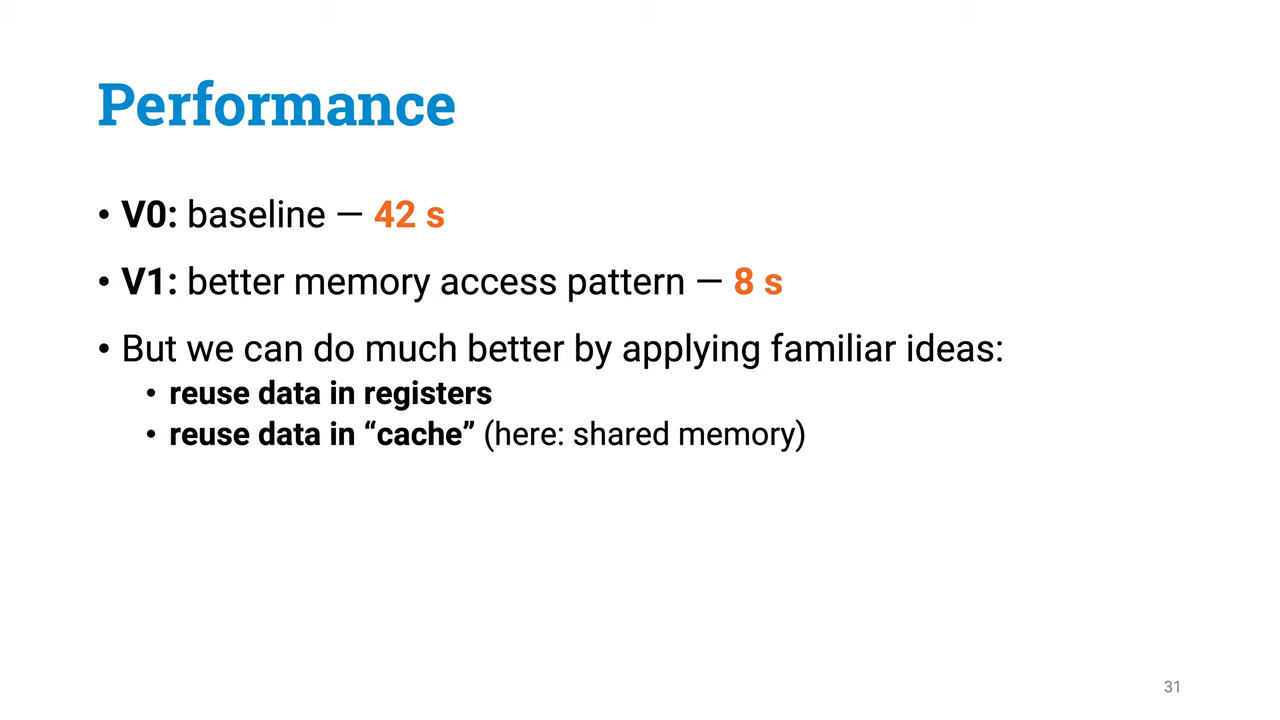 Performance
• V0: baseline — 42 s
• V1: better memory access pattern — 8 s
• But we can do much better by applying familiar ideas:
• reuse data in registers
• reuse data in “cache” (here: shared memory)
31